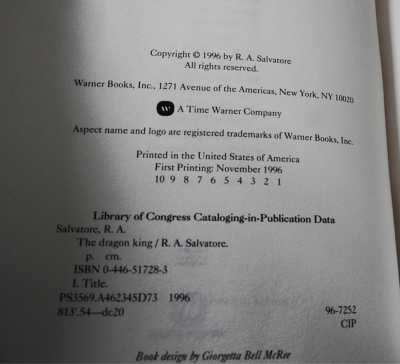 Copyright © 1996 by R. A. Salvatore
All rights reserved.
Warner Books, Inc., 1271 Avenue of the Americas, New York, NY 10020
W A Time Warner Company
Aspect name and logo are registered trademarks of Warner Books, Inc.
Printed in the United States of America
First Printing: November 1996
10 9 8 7 6 5 4 3 2 1
Library of Congress Cataloging-in-Publication Data
Salvatore, R. A.
The dragon king / R. A. Salvatore.
p. cm.
ISBN 0-446-51728-3
I. Title.
PS3569.A462345D73 1996
813'.54—dc20 96-7252
CIP
Book design by Giorgetta Bell McRee